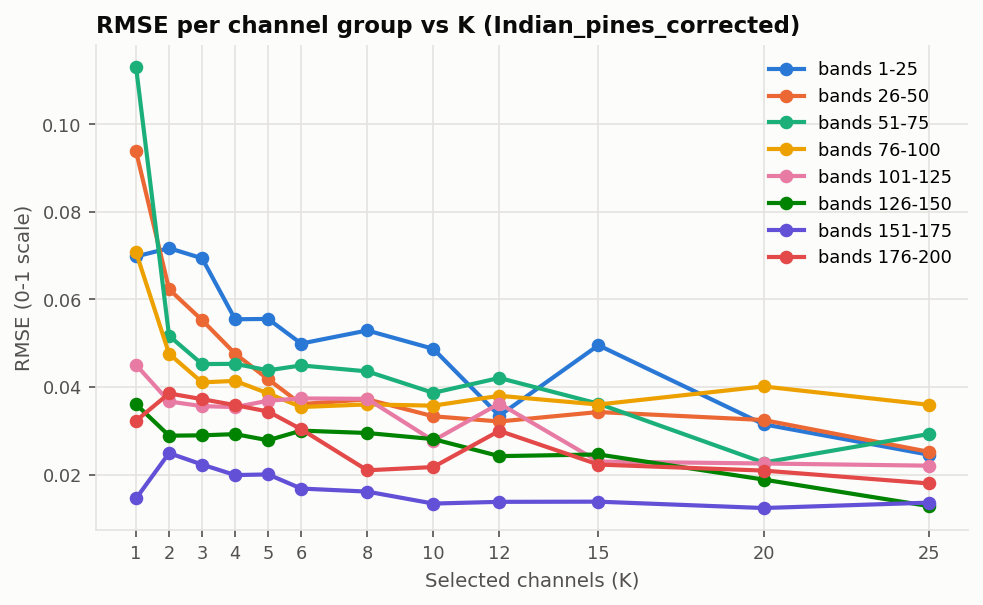 RMSE per channel group vs K (Indian_pines_corrected)
bands 1-25
bands 26-50
bands 51-75
bands 76-100
bands 101-125
bands 126-150
bands 151-175
bands 176-200
RMSE (0-1 scale)
0.10
0.08
0.06
0.04
0.02
1 2 3 4 5 6 8 10 12 15 20 25
Selected channels (K)